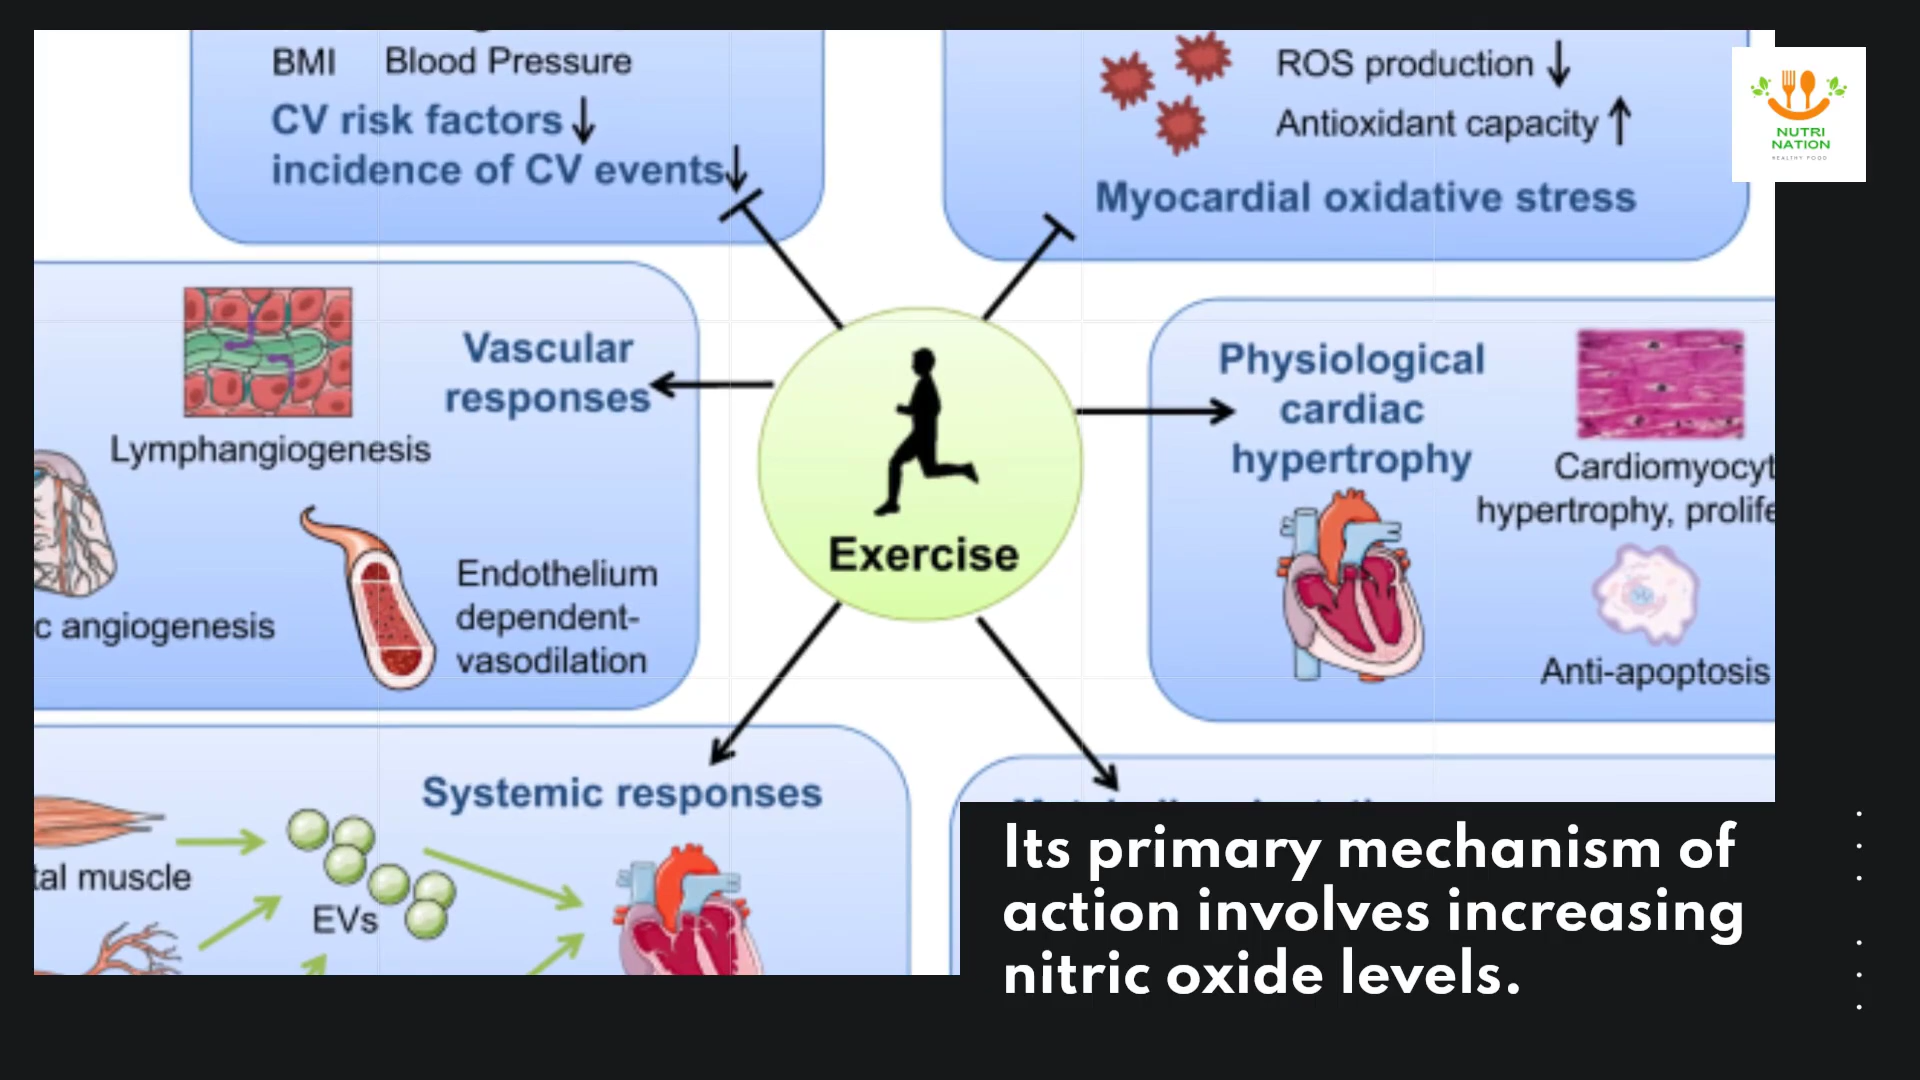 BMI Blood Pressure
CV risk factors ↓
incidence of CV events ↓
ROS production ↓
Antioxidant capacity ↑
Myocardial oxidative stress
NUTRI
NATION
HEALTHY FOOD
Vascular
responses
Lymphangiogenesis
c angiogenesis
Endothelium
dependent-
vasodilation
Exercise
Physiological
cardiac
hypertrophy
Cardiomyocyt
hypertrophy, prolife
Anti-apoptosis
Systemic responses
tal muscle
EVs
Its primary mechanism of
action involves increasing
nitric oxide levels.